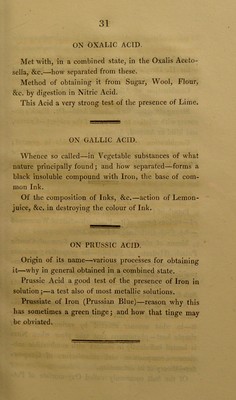 31
ON OXALIC ACID.
Met with, in a combined state, in the Oxalis Aceto-
sella, &c.—how separated from these.
Method of obtaining it from Sugar, Wool, Flour,
&c. by digestion in Nitric Acid.
This Acid a very strong test of the presence of Lime.
ON GALLIC ACID.
Whence so called—in Vegetable substances of what
nature principally found; and how separated—forms a
black insoluble compound with Iron, the base of com-
mon Ink.
Of the composition of Inks, &c.—action of Lemon-
juice, &c. in destroying the colour of Ink.
ON PRUSSIC ACID.
Origin of its name—various processes for obtaining
it—why in general obtained in a combined state.
Prussic Acid a good test of the presence of Iron in
solution;—a test also of most metallic solutions.
Prussiate of Iron (Prussian Blue)—reason why this
has sometimes a green tinge; and how that tinge may
be obviated.